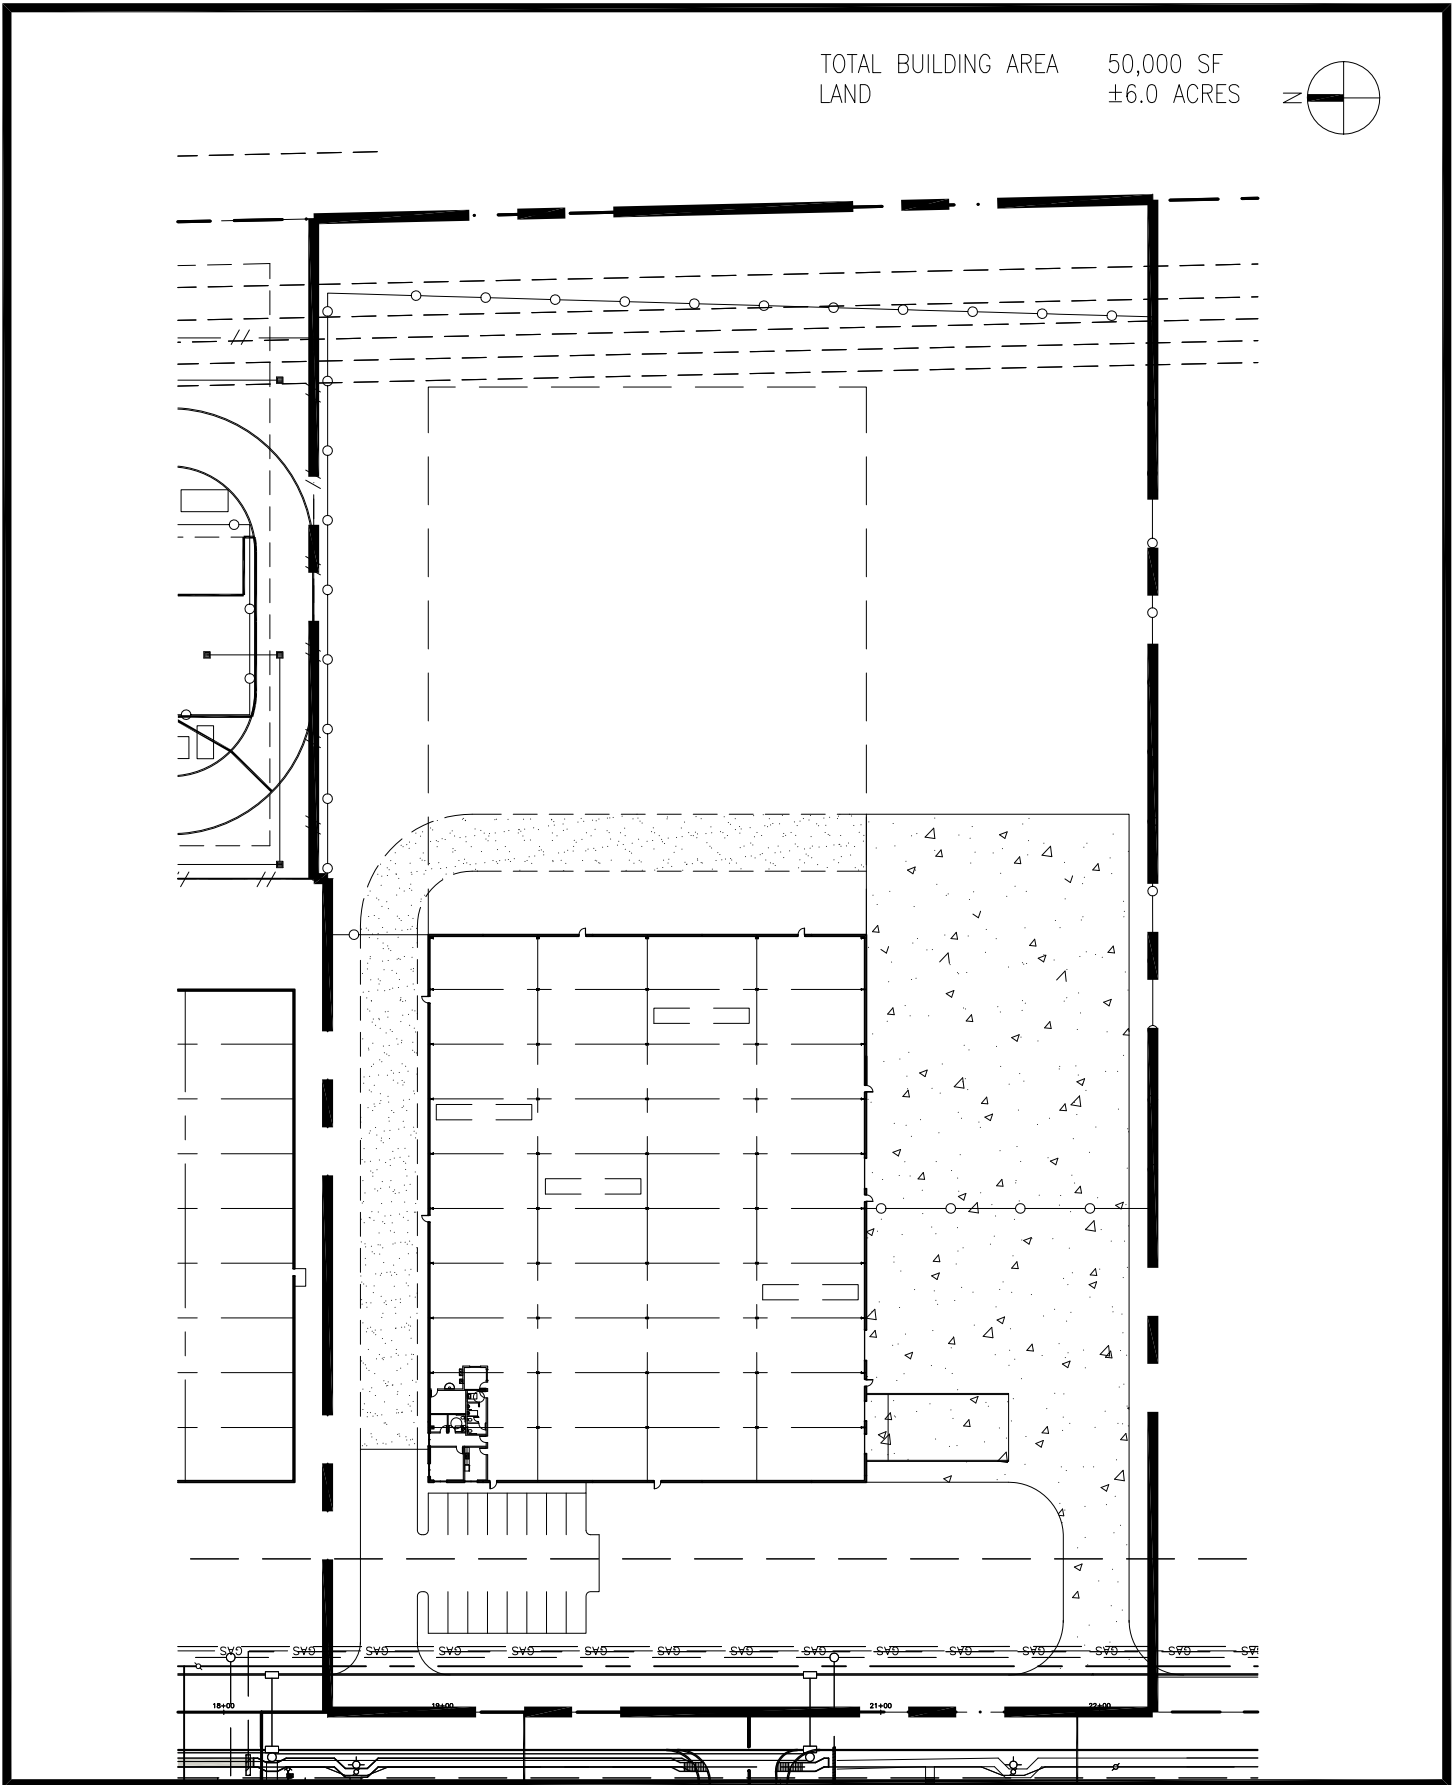 TOTAL BUILDING AREA 50,000 SF
LAND ±6.0 ACRES
N
GAS GAS GAS GAS GAS GAS GAS GAS GAS GAS GAS GAS GAS GAS
18+00 19+00 21+00 22+00